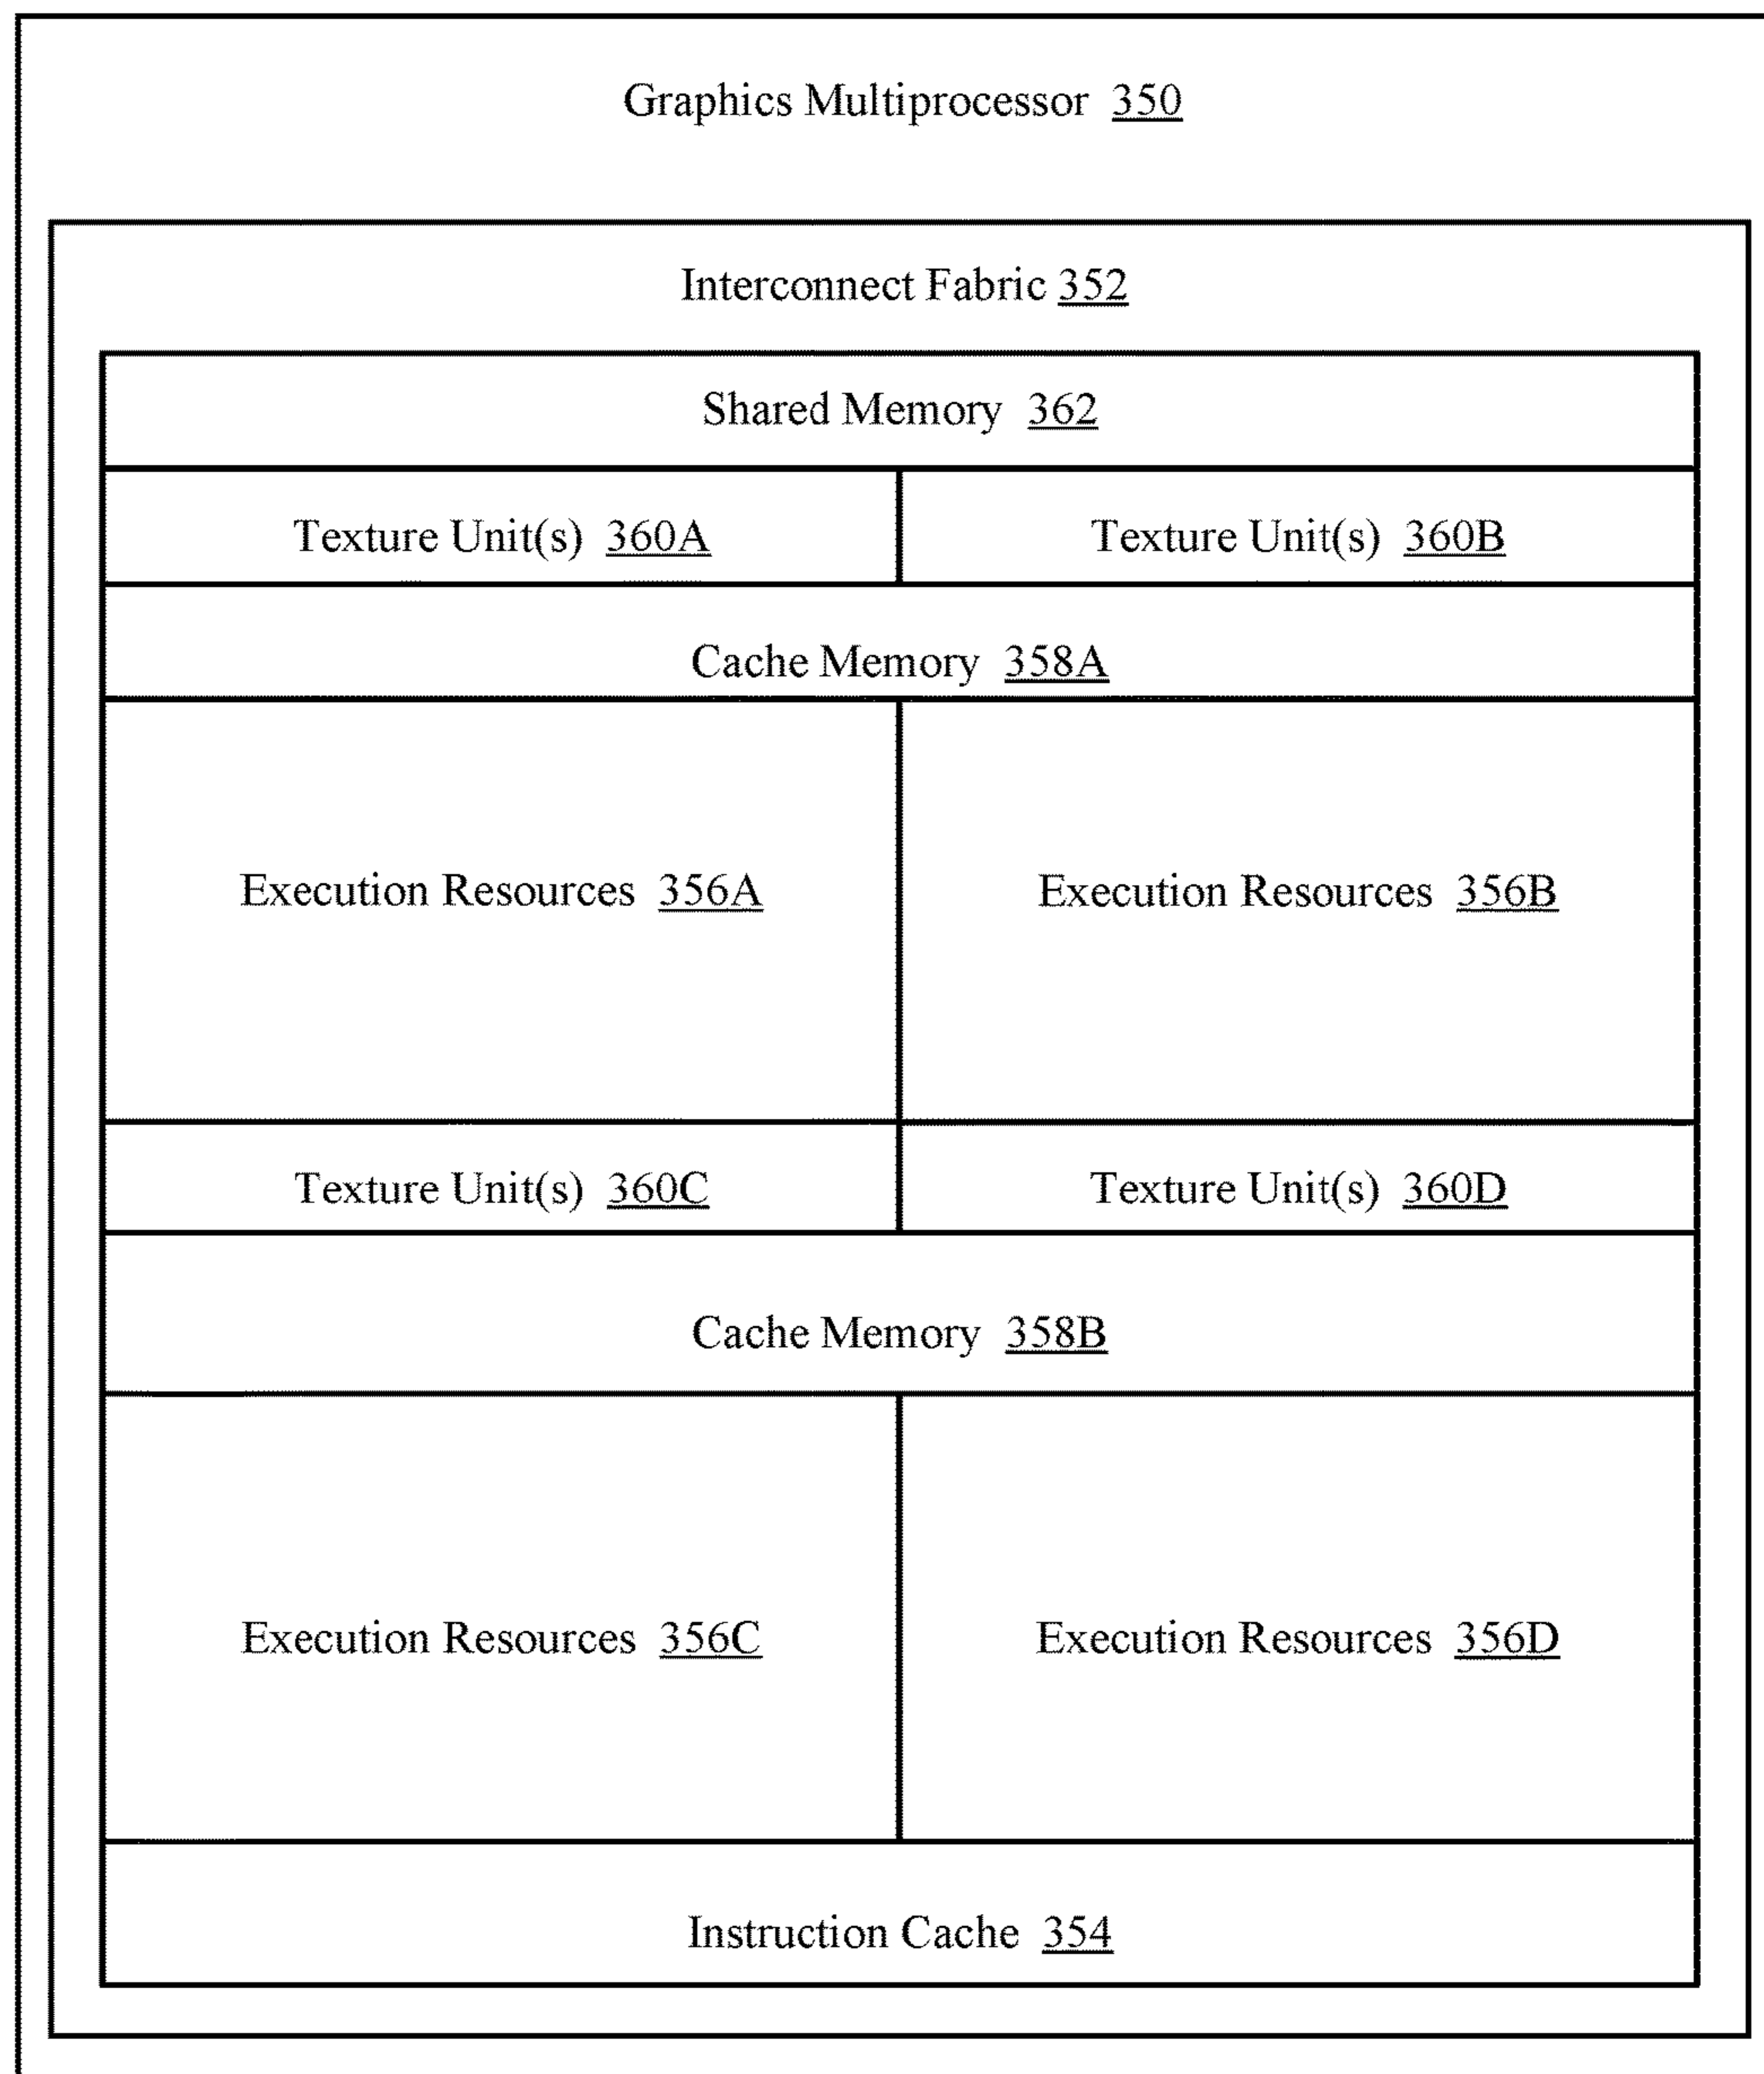 Graphics Multiprocessor 350
Interconnect Fabric 352
Shared Memory 362
Texture Unit(s) 360A
Texture Unit(s) 360B
Cache Memory 358A
Execution Resources 356A
Execution Resources 356B
Texture Unit(s) 360C
Texture Unit(s) 360D
Cache Memory 358B
Execution Resources 356C
Execution Resources 356D
Instruction Cache 354